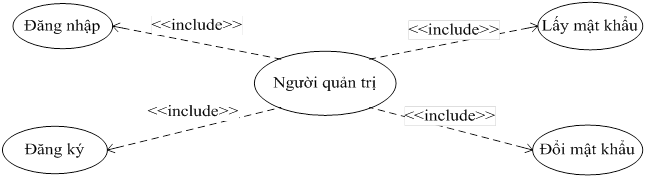 Đăng nhập
<<include>>
<<include>>
Lấy mật khẩu
Người quản trị
<<include>>
<<include>>
Đăng ký
Đổi mật khẩu